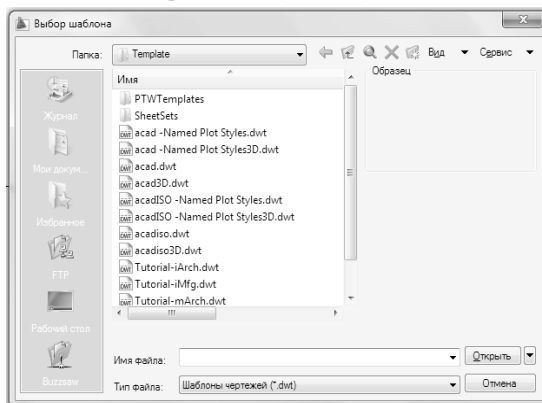 Выбор шаблона
Папка:
Template
Вид
Сервис
Журнал
Мои докум...
Избранное
FTP
Рабочий стол
Buzzsaw
Имя
PTWTemplates
SheetSets
acad -Named Plot Styles.dwt
acad -Named Plot Styles3D.dwt
acad.dwt
acad3D.dwt
acadISO -Named Plot Styles.dwt
acadISO -Named Plot Styles3D.dwt
acadiso.dwt
acadiso3D.dwt
Tutorial-iArch.dwt
Tutorial-iMfg.dwt
Tutorial-mArch.dwt
Образец
Имя файла:
Открыть
Тип файла:
Шаблоны чертежей (*.dwt)
Отмена